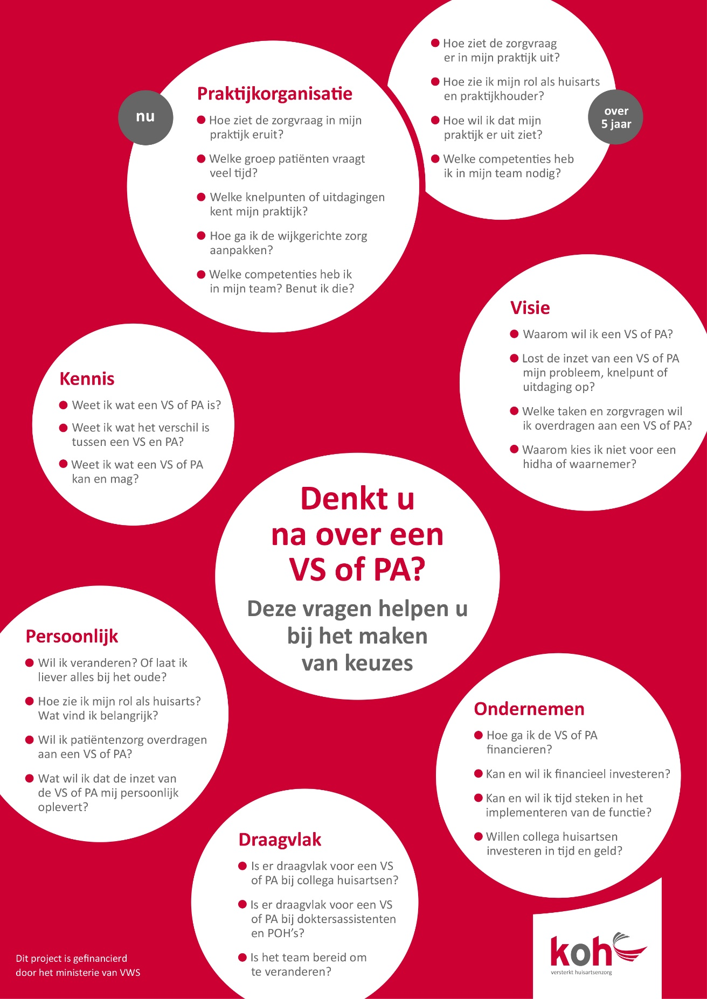 nu
Praktijkorganisatie
Hoe ziet de zorgvraag in mijn
praktijk eruit?
Welke groep patiënten vraagt
veel tijd?
Welke knelpunten of uitdagingen
kent mijn praktijk?
Hoe ga ik de wijkgerichte zorg
aanpakken?
Welke competenties heb ik
in mijn team? Benut ik die?
over
5 jaar
Hoe ziet de zorgvraag
er in mijn praktijk uit?
Hoe zie ik mijn rol als huisarts
en praktijkhouder?
Hoe wil ik dat mijn
praktijk er uit ziet?
Welke competenties heb
ik in mijn team nodig?
Visie
Waarom wil ik een VS of PA?
Lost de inzet van een VS of PA
mijn probleem, knelpunt of
uitdaging op?
Welke taken en zorgvragen wil
ik overdragen aan een VS of PA?
Waarom kies ik niet voor een
hidha of waarnemer?
Kennis
Weet ik wat een VS of PA is?
Weet ik wat het verschil is
tussen een VS en PA?
Weet ik wat een VS of PA
kan en mag?
Denkt u
na over een
VS of PA?
Deze vragen helpen u
bij het maken
van keuzes
Persoonlijk
Wil ik veranderen? Of laat ik
liever alles bij het oude?
Hoe zie ik mijn rol als huisarts?
Wat vind ik belangrijk?
Wil ik patiëntenzorg overdragen
aan een VS of PA?
Wat wil ik dat de inzet van
de VS of PA mij persoonlijk
oplevert?
Ondernemen
Hoe ga ik de VS of PA
financieren?
Kan en wil ik financieel investeren?
Kan en wil ik tijd steken in het
implementeren van de functie?
Willen collega huisartsen
investeren in tijd en geld?
Draagvlak
Is er draagvlak voor een VS
of PA bij collega huisartsen?
Is er draagvlak voor een VS
of PA bij doktersassistenten
en POH's?
Is het team bereid om
te veranderen?
Dit project is gefinancierd
door het ministerie van VWS
koh
versterkt huisartsenzorg